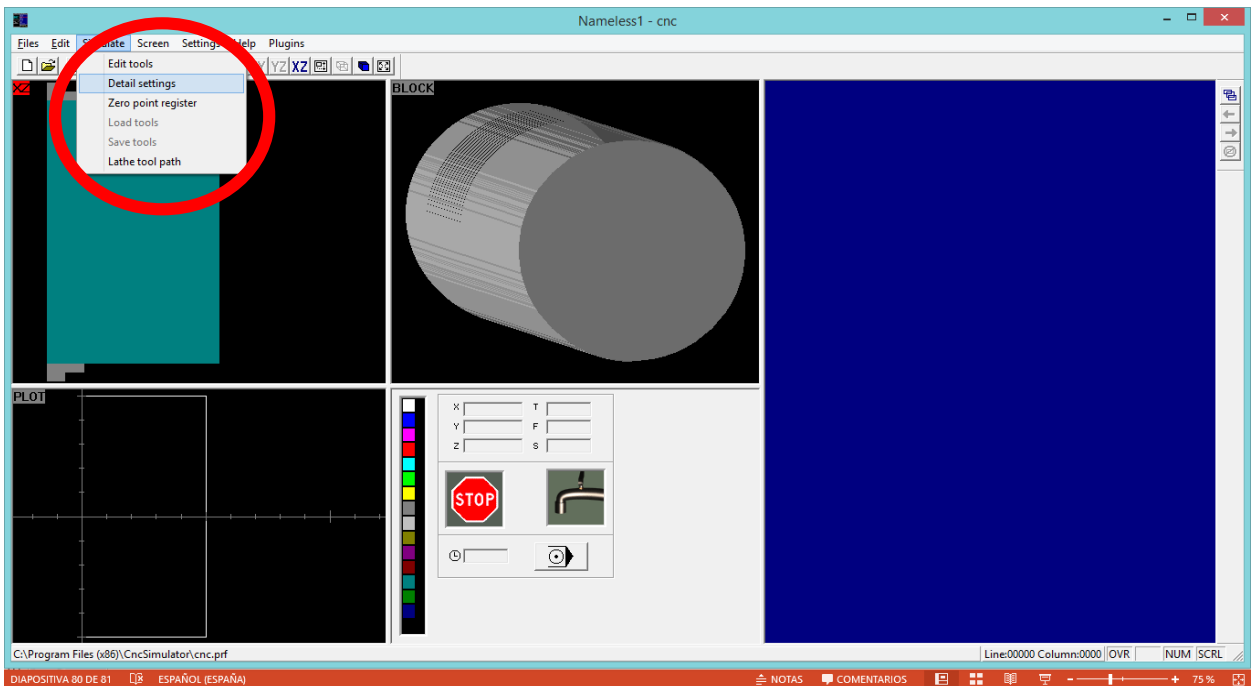 Nameless1 - cnc
Files Edit Simulate Screen Settings Help Plugins
YZ XZ
Edit tools
Detail settings
Zero point register
Load tools
Save tools
Lathe tool path
XZ
BLOCK
PLOT
X T
Y F
Z S
STOP
C:\Program Files (x86)\CncSimulator\cnc.prf
Line:00000 Column:0000 OVR NUM SCRL
DIAPOSITIVA 80 DE 81 ESPAÑOL (ESPAÑA) NOTAS COMENTARIOS 75 %